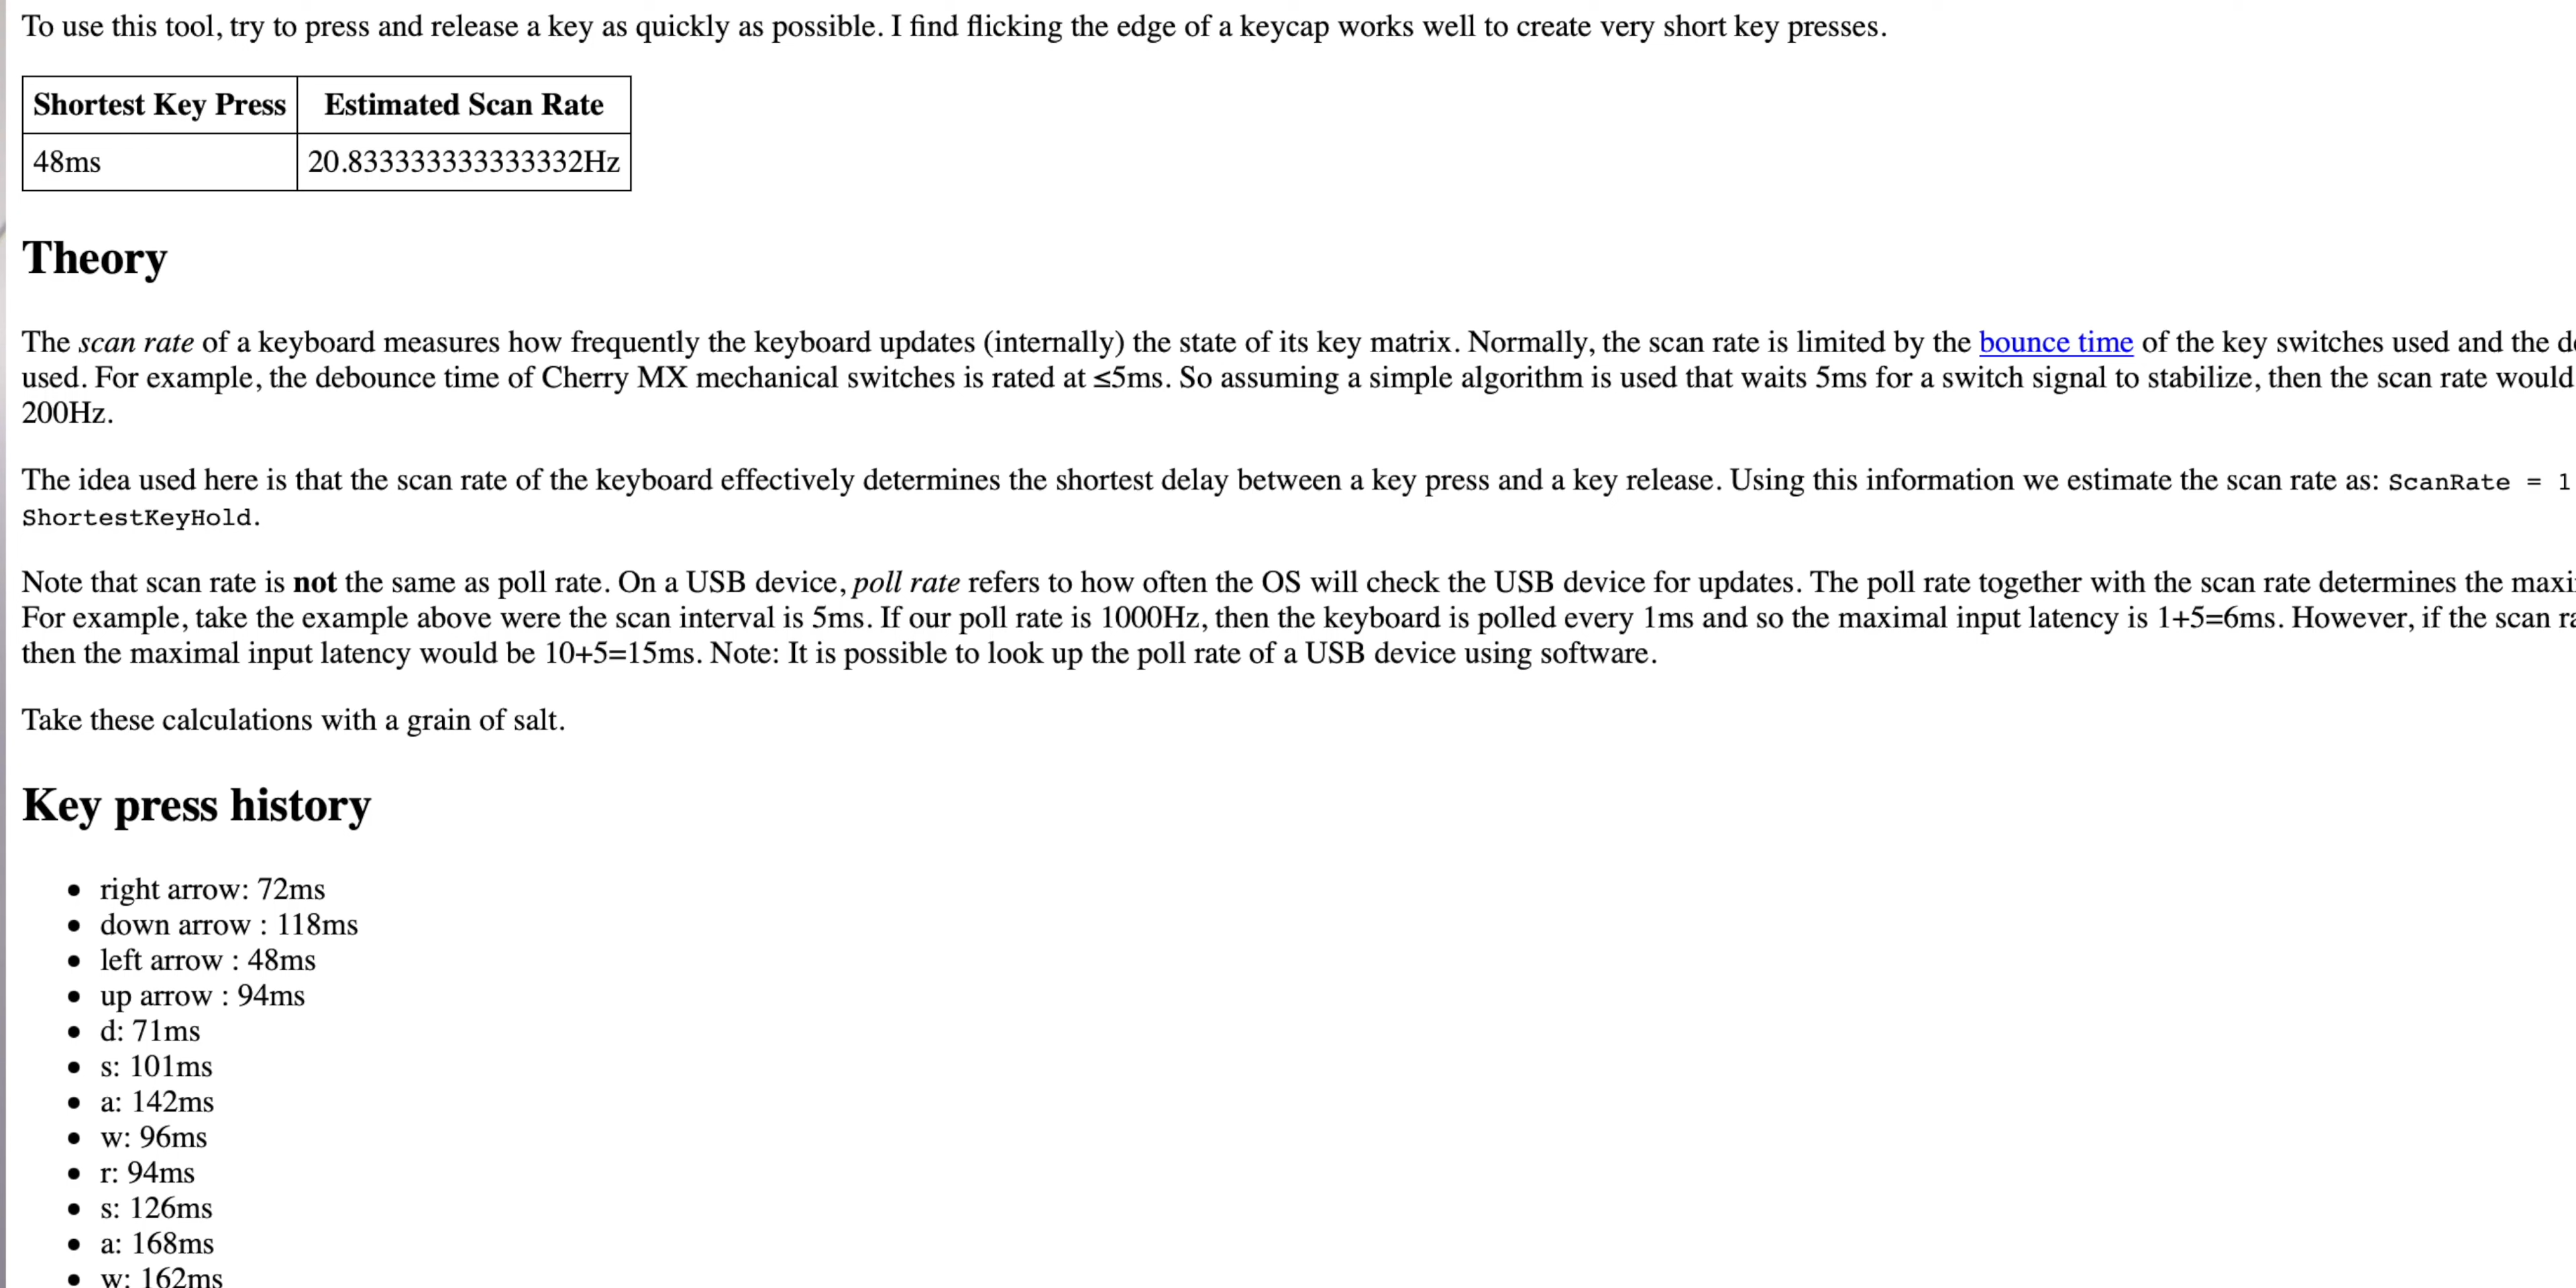 To use this tool, try to press and release a key as quickly as possible. I find flicking the edge of a keycap works well to create very short key presses.
Shortest Key Press Estimated Scan Rate
48ms 20.833333333333332Hz
Theory
The scan rate of a keyboard measures how frequently the keyboard updates (internally) the state of its key matrix. Normally, the scan rate is limited by the bounce time of the key switches used and the
used. For example, the debounce time of Cherry MX mechanical switches is rated at ≤5ms. So assuming a simple algorithm is used that waits 5ms for a switch signal to stabilize, then the scan rate would
200Hz.
The idea used here is that the scan rate of the keyboard effectively determines the shortest delay between a key press and a key release. Using this information we estimate the scan rate as: ScanRate = 1
ShortestKeyHold.
Note that scan rate is not the same as poll rate. On a USB device, poll rate refers to how often the OS will check the USB device for updates. The poll rate together with the scan rate determines the
For example, take the example above were the scan interval is 5ms. If our poll rate is 1000Hz, then the keyboard is polled every 1ms and so the maximal input latency is 1+5=6ms. However, if the scan
then the maximal input latency would be 10+5=15ms. Note: It is possible to look up the poll rate of a USB device using software.
Take these calculations with a grain of salt.
Key press history
• right arrow: 72ms
• down arrow : 118ms
• left arrow : 48ms
• up arrow : 94ms
• d: 71ms
• s: 101ms
• a: 142ms
• w: 96ms
• r: 94ms
• s: 126ms
• a: 168ms
• w: 162ms